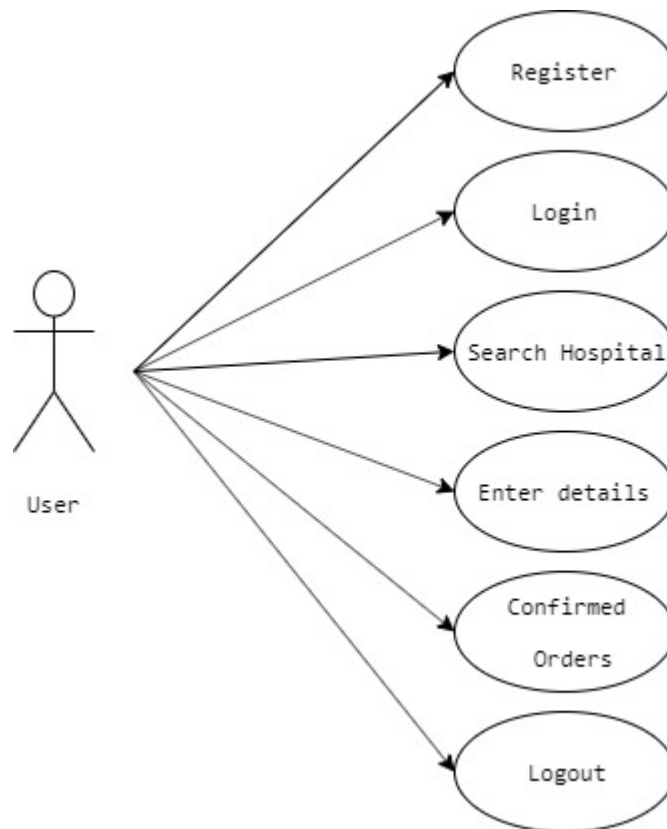 Register
Login
Search Hospital
User
Enter details
Confirmed
Orders
Logout